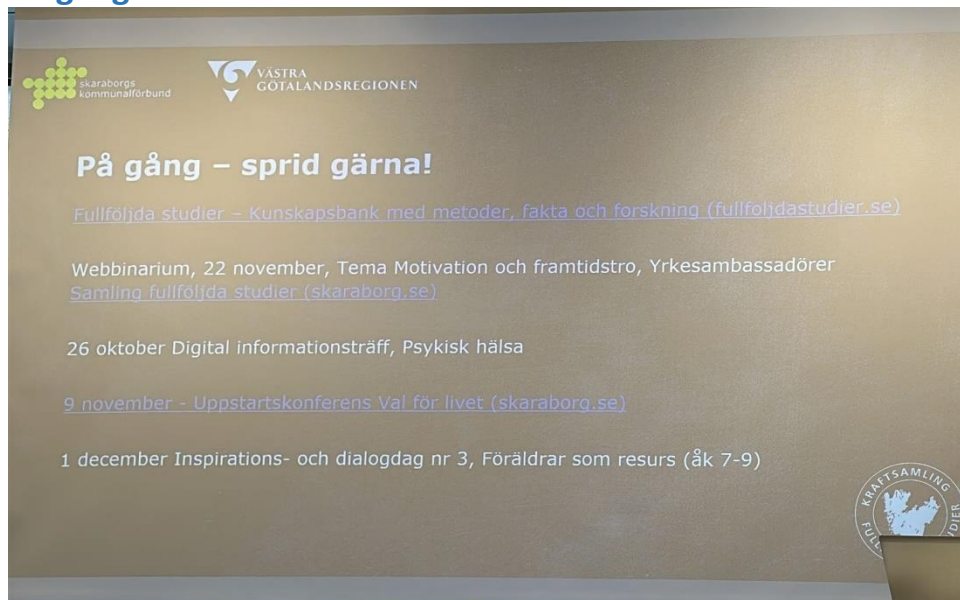 skaraborgs
kommunalförbund
VÄSTRA
GÖTALANDSREGIONEN
På gång – sprid gärna!
Fullföljda studier – Kunskapsbank med metoder, fakta och forskning (fullfoljdastudier.se)
Webbinarium, 22 november, Tema Motivation och framtidstro, Yrkesambassadörer
Samling fullföljda studier (skaraborg.se)
26 oktober Digital informationsträff, Psykisk hälsa
9 november - Uppstartskonferens Val för livet (skaraborg.se)
1 december Inspirations- och dialogdag nr 3, Föräldrar som resurs (åk 7-9)
KRAFTSAMLING